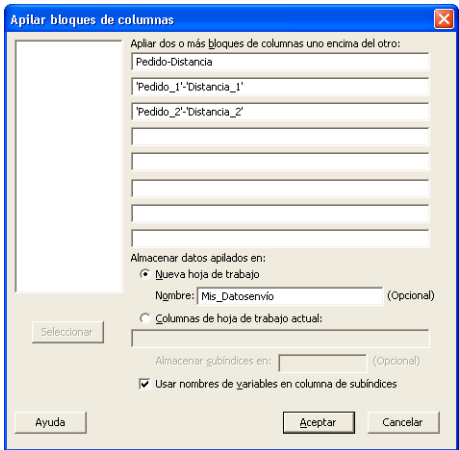 Apilar bloques de columnas
Apliar dos o más bloques de columnas uno encima del otro:
Pedido-Distancia
'Pedido_1'-'Distancia_1'
'Pedido_2'-'Distancia_2'
Almacenar datos apilados en:
Nueva hoja de trabajo
Nombre: Mis_Datosenvío (Opcional)
Seleccionar
Columnas de hoja de trabajo actual:
Almacenar subíndices en: (Opcional)
Usar nombres de variables en columna de subíndices
Ayuda Aceptar Cancelar